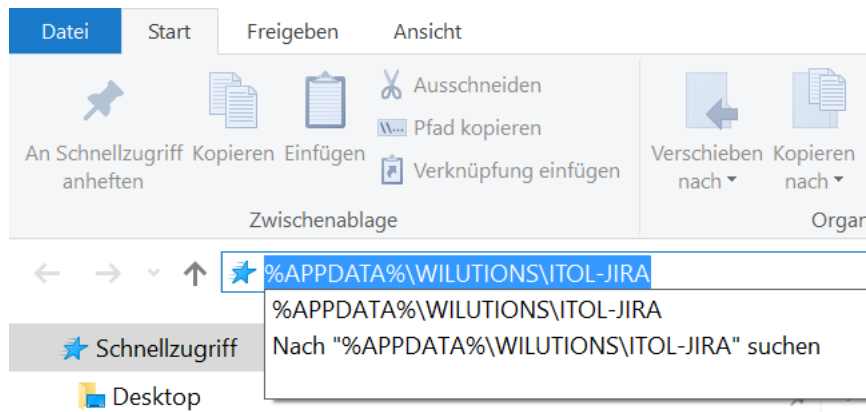 Datei Start Freigeben Ansicht
An Schnellzugriff anheften
Kopieren
Einfügen
Ausschneiden
Pfad kopieren
Verknüpfung einfügen
Verschieben nach
Kopieren nach
Zwischenablage
Organ
%APPDATA%\WILUTIONS\ITOL-JIRA
%APPDATA%\WILUTIONS\ITOL-JIRA
Nach "%APPDATA%\WILUTIONS\ITOL-JIRA" suchen
Schnellzugriff
Desktop